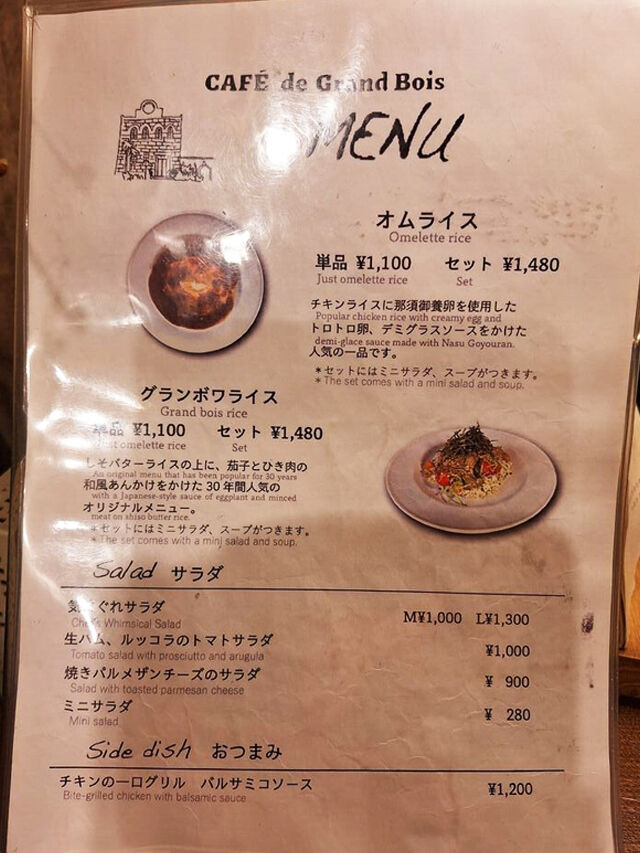 CAFÉ de Grand Bois
MENU
オムライス
Omelette rice
単品 ¥1,100 セット ¥1,480
Just omelette rice Set
チキンライスに那須御養卵を使用した
Popular chicken rice with creamy egg and
トロトロ卵、デミグラスソースをかけた
demi-glace sauce made with Nasu Goyouran.
人気の一品です。
*セットにはミニサラダ、スープがつきます。
* The set comes with a mini salad and soup.
グランボワライス
Grand bois rice
単品 ¥1,100 セット ¥1,480
Just omelette rice Set
しそバターライスの上に、茄子とひき肉の
An original menu that has been popular for 30 years
和風あんかけをかけた30年間人気の
with a Japanese-style sauce of eggplant and minced
オリジナルメニュー。
meat on shiso butter rice.
*セットにはミニサラダ、スープがつきます。
* The set comes with a mini salad and soup.
Salad サラダ
気まぐれサラダ M¥1,000 L¥1,300
Chef's Whimsical Salad
生ハム、ルッコラのトマトサラダ ¥1,000
Tomato salad with prosciutto and arugula
焼きパルメザンチーズのサラダ ¥ 900
Salad with toasted parmesan cheese
ミニサラダ ¥ 280
Mini salad
Side dish おつまみ
チキンの一口グリル バルサミコソース ¥1,200
Bite-grilled chicken with balsamic sauce